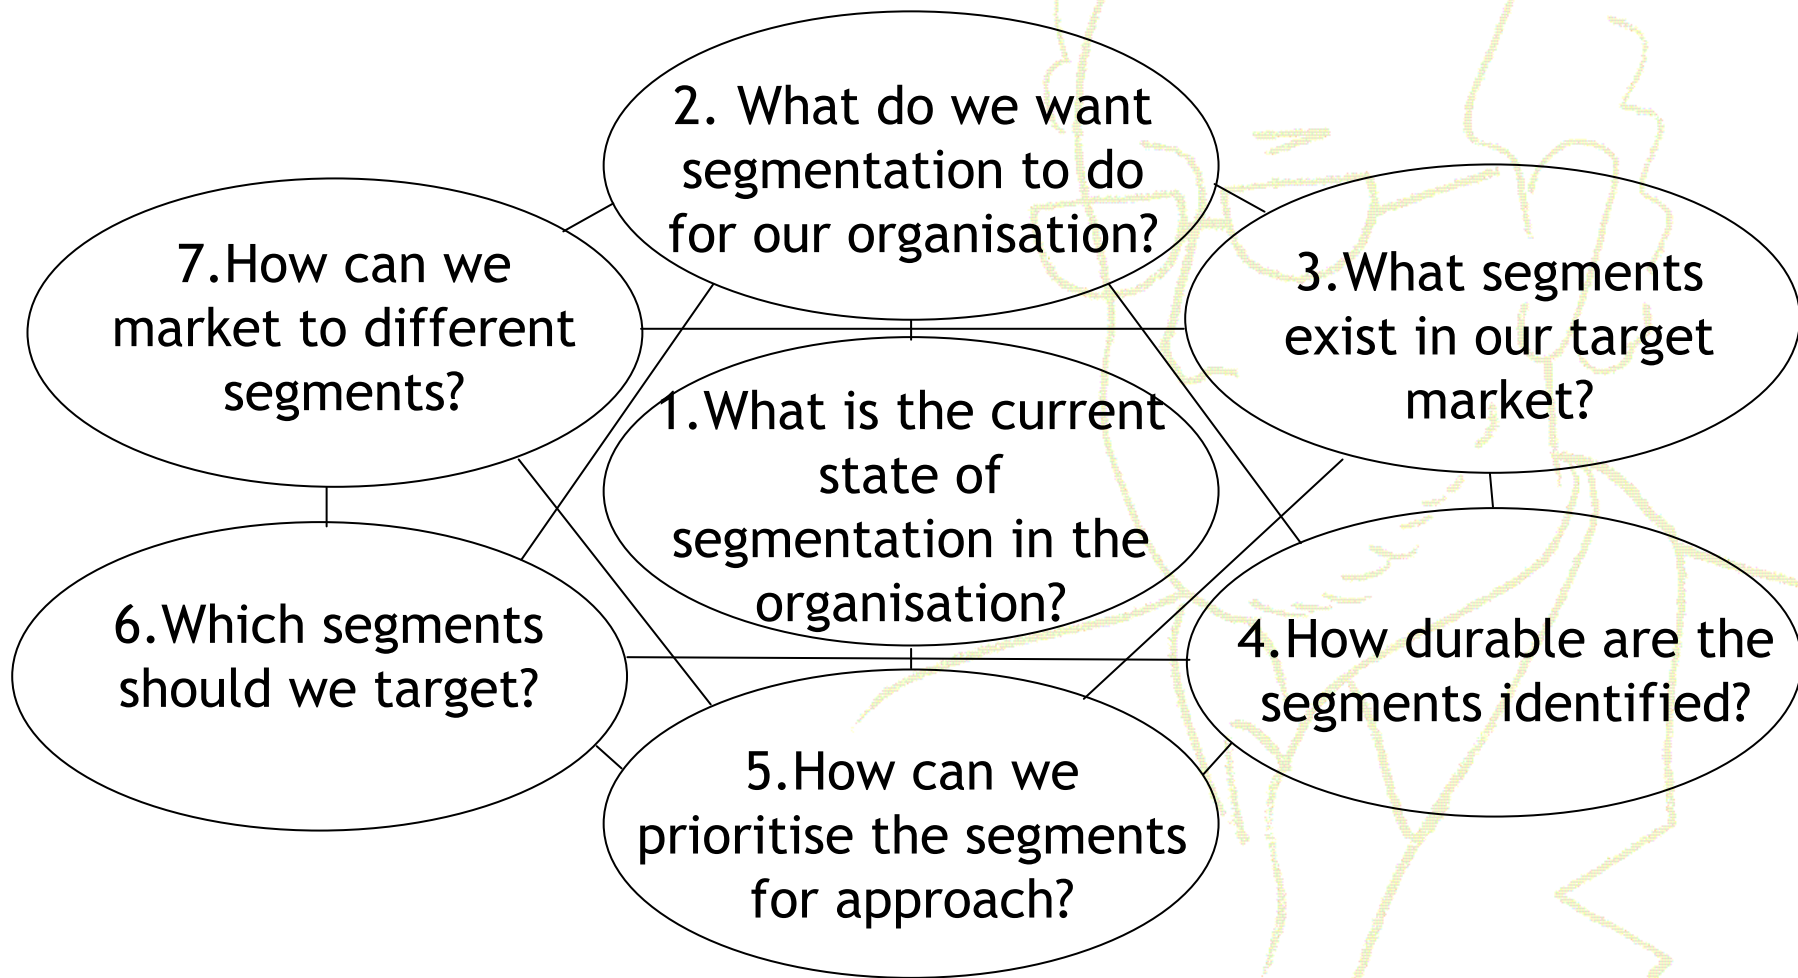 2. What do we want
segmentation to do
for our organisation?
7.How can we
market to different
segments?
3.What segments
exist in our target
market?
1.What is the current
state of
segmentation in the
organisation?
6.Which segments
should we target?
4.How durable are the
segments identified?
5.How can we
prioritise the segments
for approach?